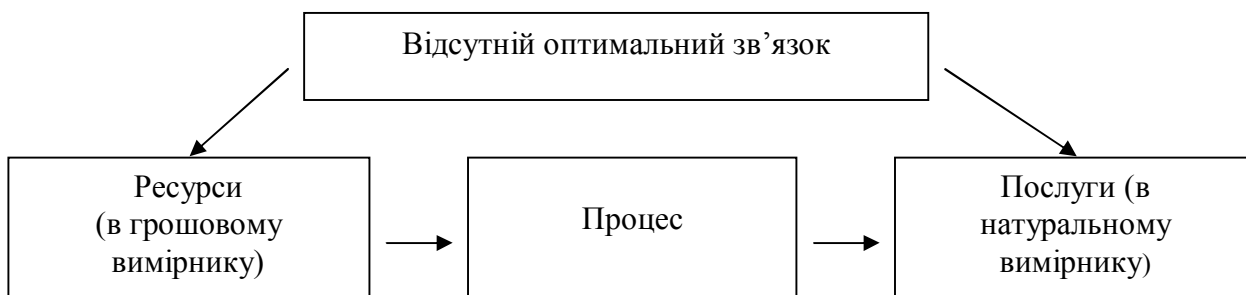 Відсутній оптимальний зв’язок
Ресурси
(в грошовому
вимірнику)
Процес
Послуги (в
натуральному
вимірнику)